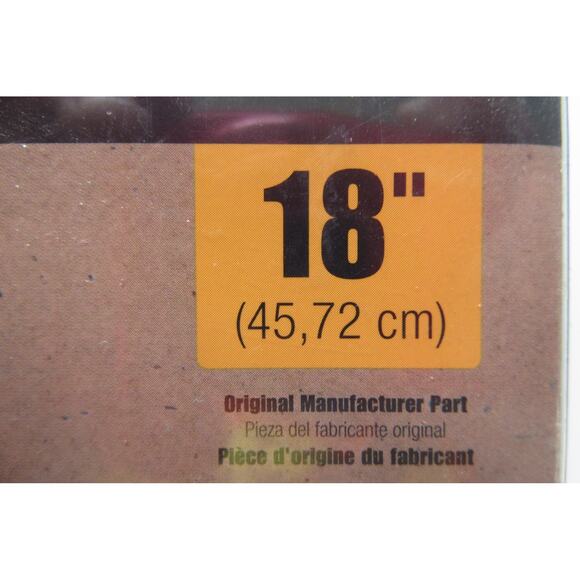 18"
(45,72 cm)
Original Manufacturer Part
Pieza del fabricante original
Pièce d'origine du fabricant